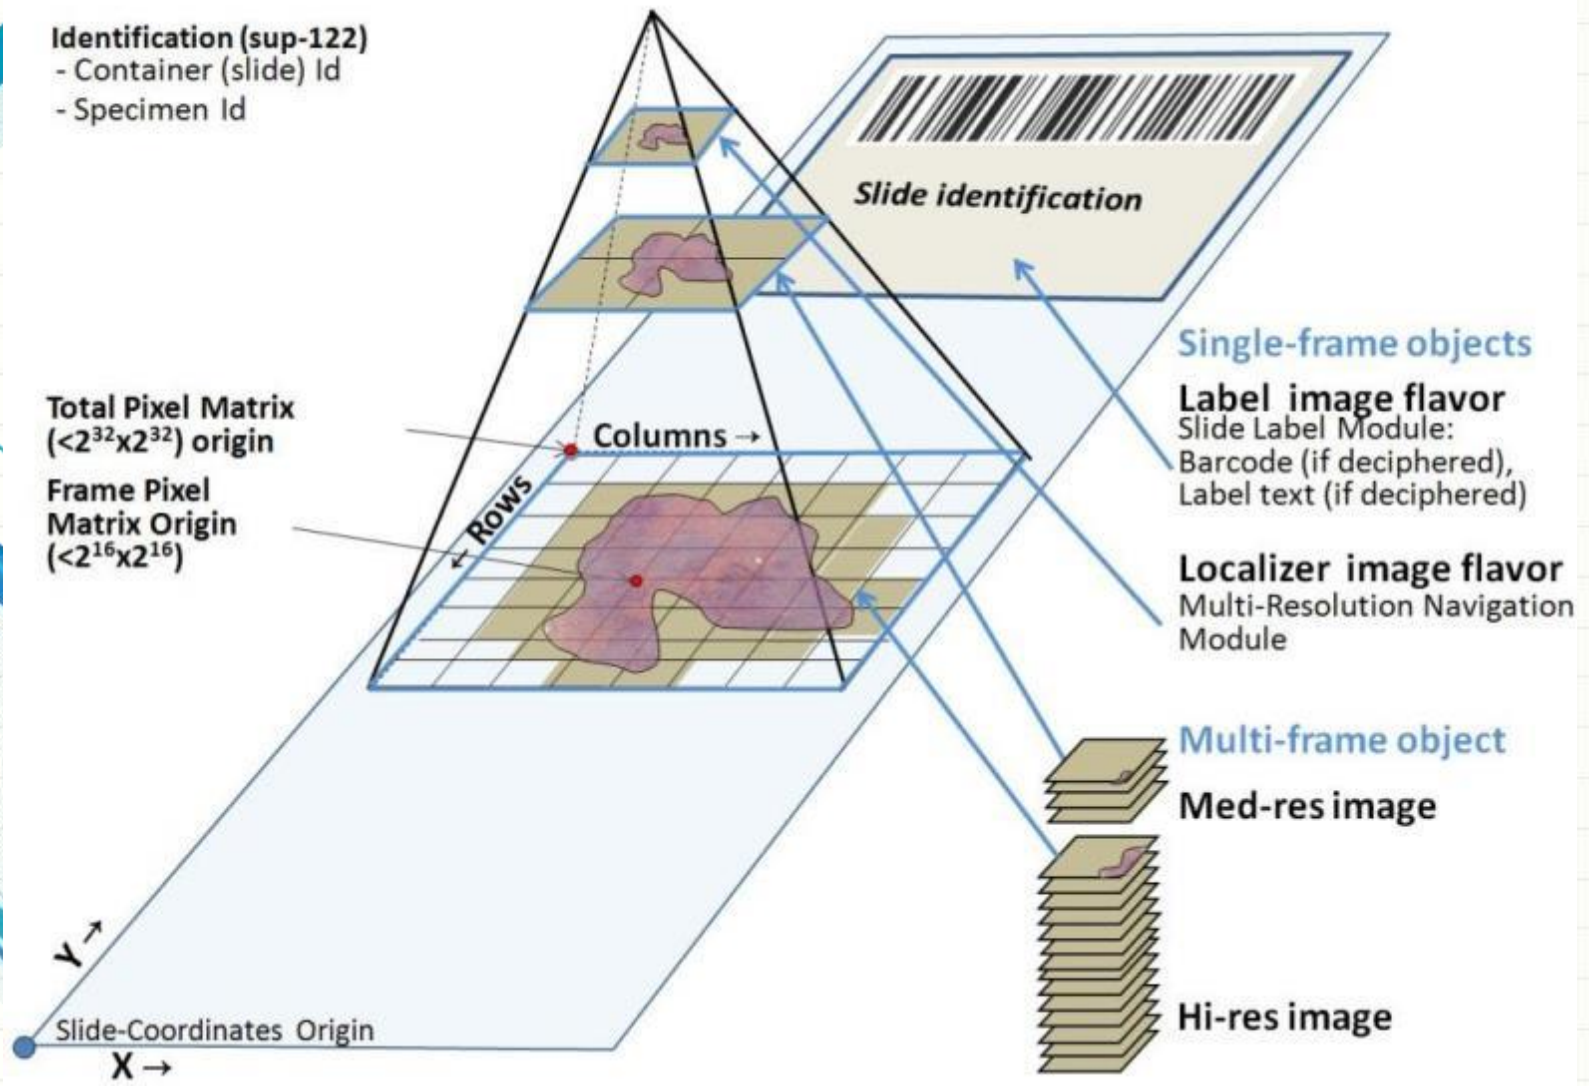 Identification (sup-122)
- Container (slide) Id
- Specimen Id
Slide identification
Total Pixel Matrix
(<2³²x2³²) origin
Frame Pixel
Matrix Origin
(<2¹⁶x2¹⁶)
Columns →
← Rows
Single-frame objects
Label image flavor
Slide Label Module:
Barcode (if deciphered),
Label text (if deciphered)
Localizer image flavor
Multi-Resolution Navigation
Module
Multi-frame object
Med-res image
Hi-res image
Y →
Slide-Coordinates Origin
X →